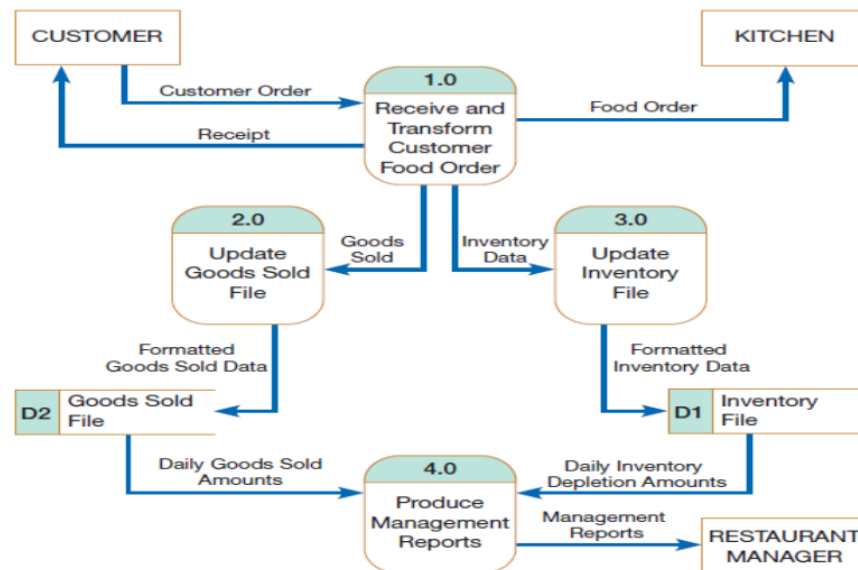 CUSTOMER
KITCHEN
1.0
Receive and
Transform
Customer
Food Order
Customer Order
Food Order
Receipt
2.0
Update
Goods Sold
File
Goods
Sold
Inventory
Data
3.0
Update
Inventory
File
Formatted
Goods Sold Data
Formatted
Inventory Data
D2
Goods Sold
File
D1
Inventory
File
Daily Goods Sold
Amounts
4.0
Produce
Management
Reports
Daily Inventory
Depletion Amounts
Management
Reports
RESTAURANT
MANAGER